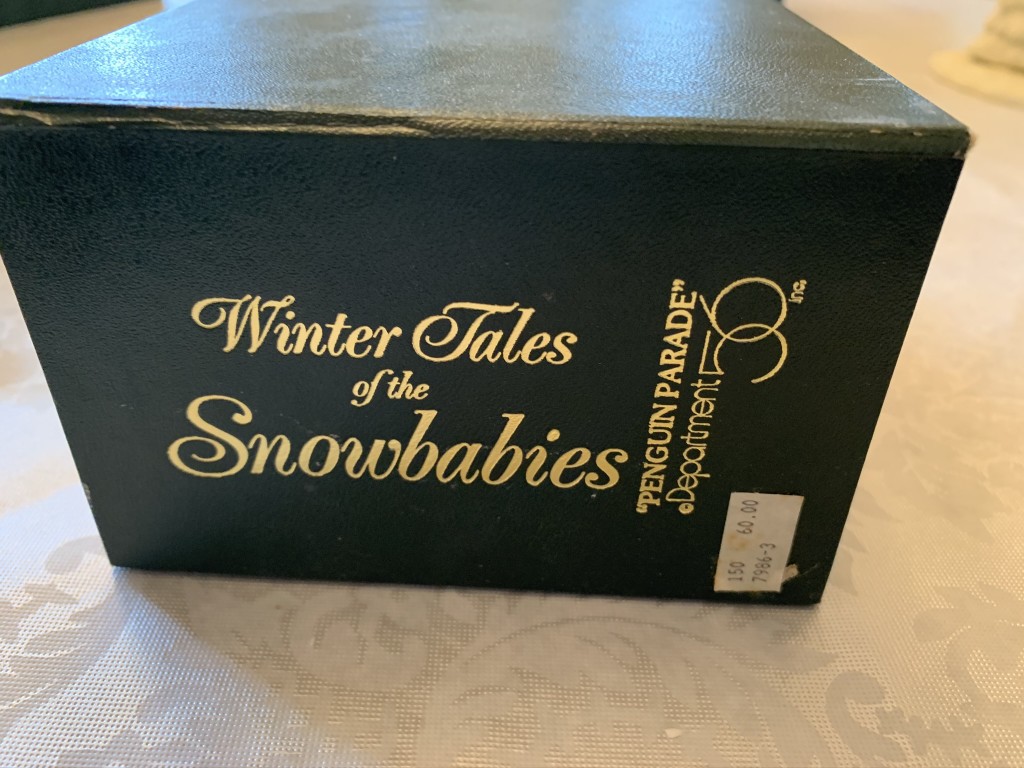 Winter Tales
of the
Snowbabies
"PENGUIN PARADE"
©Department 56 Inc.
150 60.00
7986-3